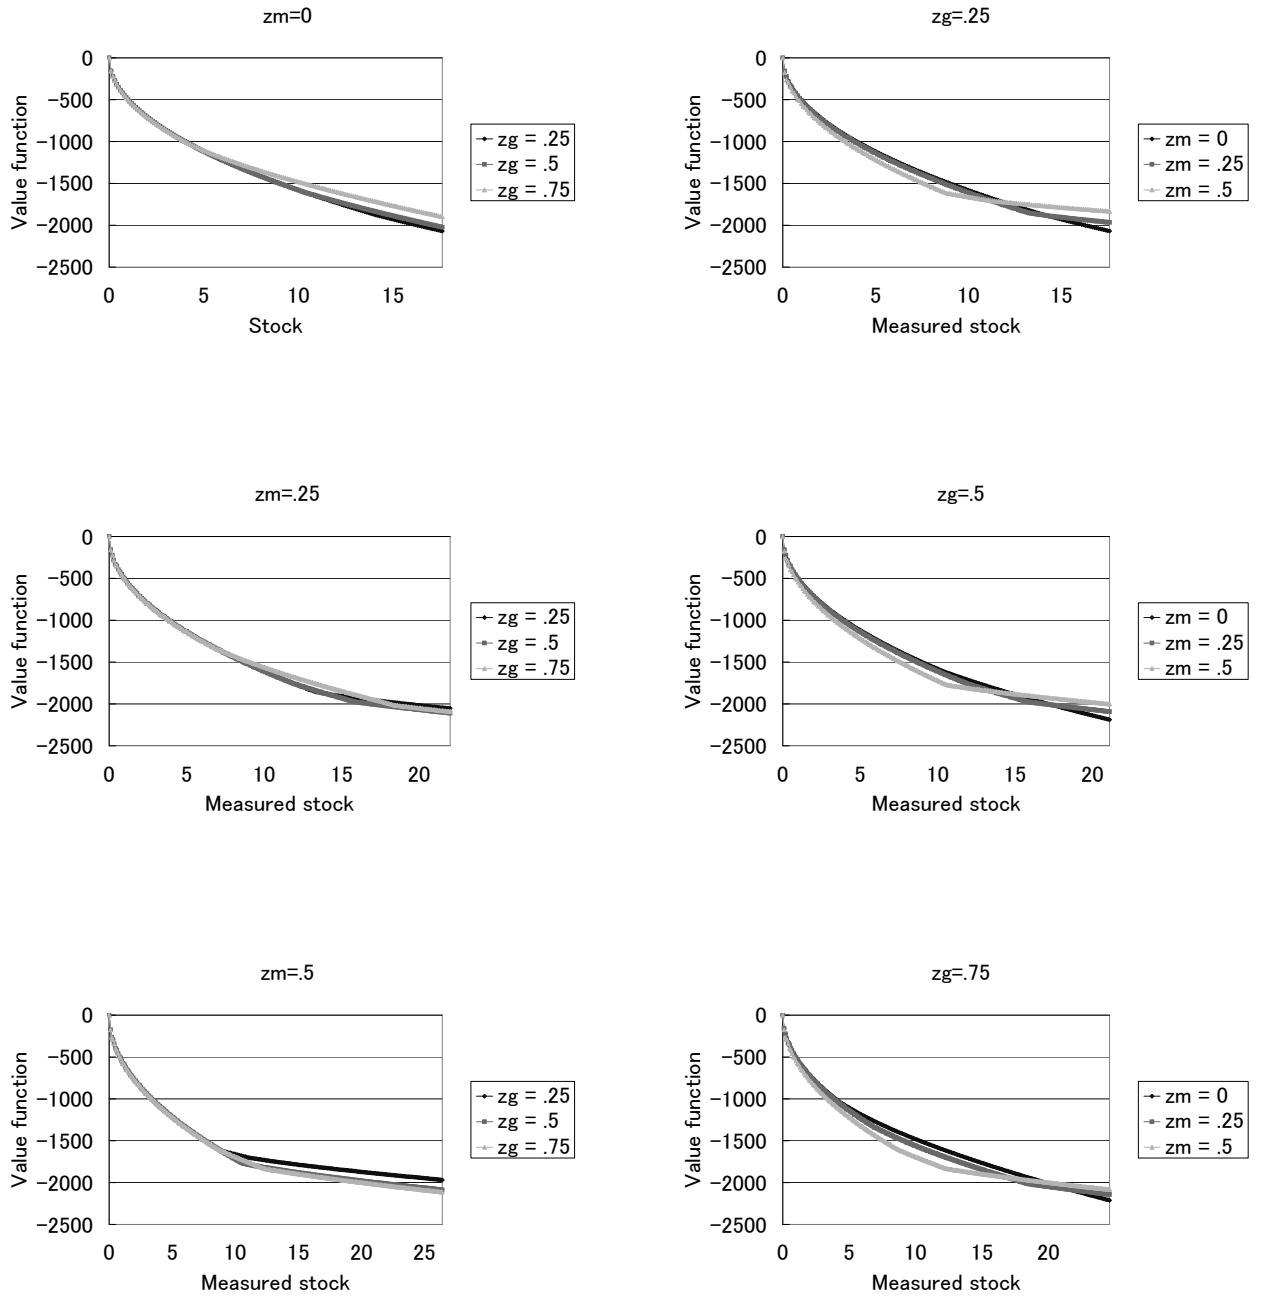 zm=0
0
−500
−1000
−1500
−2000
−2500
Value function
0 5 10 15
Stock
zg = .25
zg = .5
zg = .75
zg=.25
0
−500
−1000
−1500
−2000
−2500
Value function
0 5 10 15
Measured stock
zm = 0
zm = .25
zm = .5
zm=.25
0
−500
−1000
−1500
−2000
−2500
Value function
0 5 10 15 20
Measured stock
zg = .25
zg = .5
zg = .75
zg=.5
0
−500
−1000
−1500
−2000
−2500
Value function
0 5 10 15 20
Measured stock
zm = 0
zm = .25
zm = .5
zm=.5
0
−500
−1000
−1500
−2000
−2500
Value function
0 5 10 15 20 25
Measured stock
zg = .25
zg = .5
zg = .75
zg=.75
0
−500
−1000
−1500
−2000
−2500
Value function
0 5 10 15 20
Measured stock
zm = 0
zm = .25
zm = .5